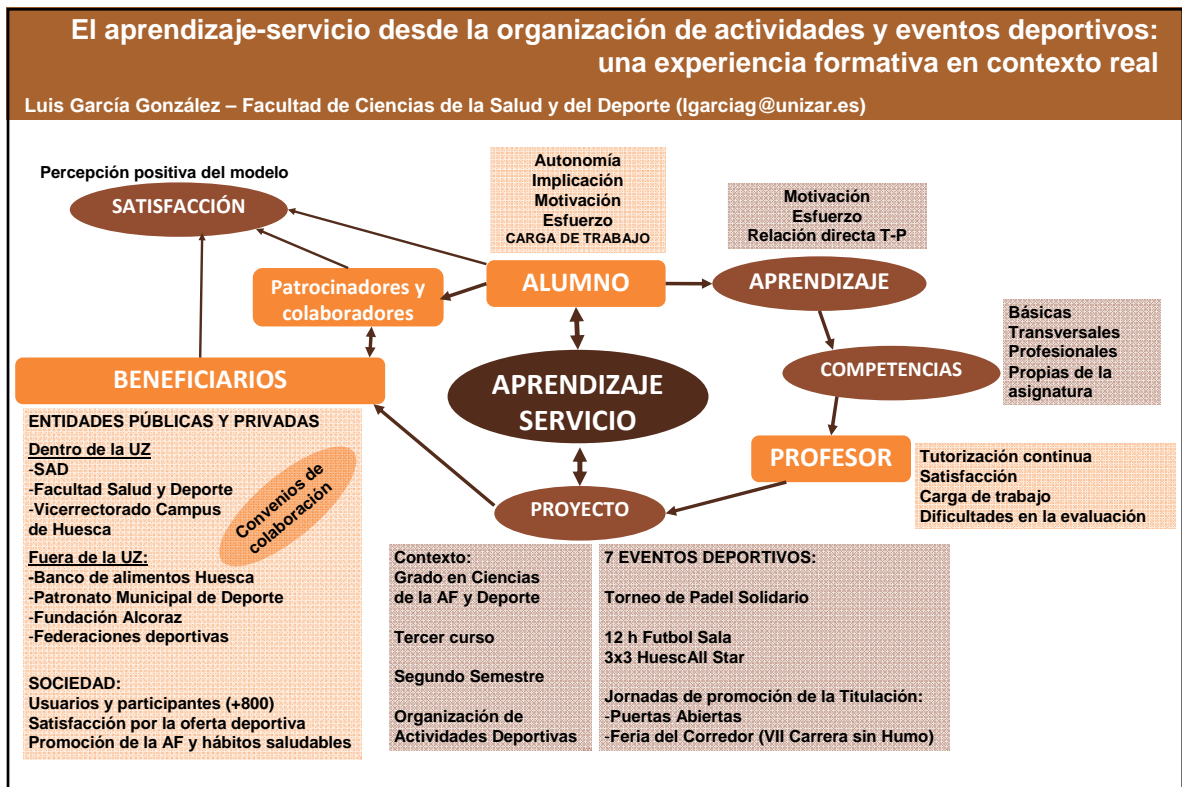 El aprendizaje-servicio desde la organización de actividades y eventos deportivos:
una experiencia formativa en contexto real
Luis García González – Facultad de Ciencias de la Salud y del Deporte (lgarciag@unizar.es)
Percepción positiva del modelo
SATISFACCIÓN
Autonomía
Implicación
Motivación
Esfuerzo
CARGA DE TRABAJO
Motivación
Esfuerzo
Relación directa T-P
Patrocinadores y
colaboradores
ALUMNO
APRENDIZAJE
Básicas
Transversales
Profesionales
Propias de la
asignatura
BENEFICIARIOS
APRENDIZAJE
SERVICIO
COMPETENCIAS
ENTIDADES PÚBLICAS Y PRIVADAS
Dentro de la UZ
-SAD
-Facultad Salud y Deporte
-Vicerrectorado Campus
de Huesca
Convenios de
colaboración
Fuera de la UZ:
-Banco de alimentos Huesca
-Patronato Municipal de Deporte
-Fundación Alcoraz
-Federaciones deportivas
SOCIEDAD:
Usuarios y participantes (+800)
Satisfacción por la oferta deportiva
Promoción de la AF y hábitos saludables
PROFESOR
Tutorización continua
Satisfacción
Carga de trabajo
Dificultades en la evaluación
PROYECTO
Contexto:
Grado en Ciencias
de la AF y Deporte
Tercer curso
Segundo Semestre
Organización de
Actividades Deportivas
7 EVENTOS DEPORTIVOS:
Torneo de Padel Solidario
12 h Futbol Sala
3x3 HuescAll Star
Jornadas de promoción de la Titulación:
-Puertas Abiertas
-Feria del Corredor (VII Carrera sin Humo)